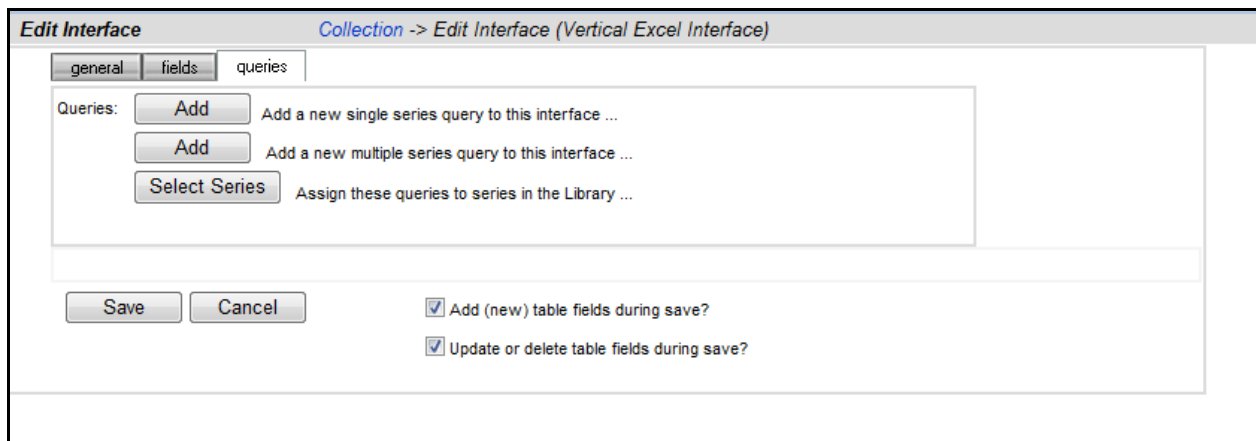 Edit Interface Collection -> Edit Interface (Vertical Excel Interface)
general fields queries
Queries: Add Add a new single series query to this interface ...
Add Add a new multiple series query to this interface ...
Select Series Assign these queries to series in the Library ...
Save Cancel Add (new) table fields during save?
Update or delete table fields during save?